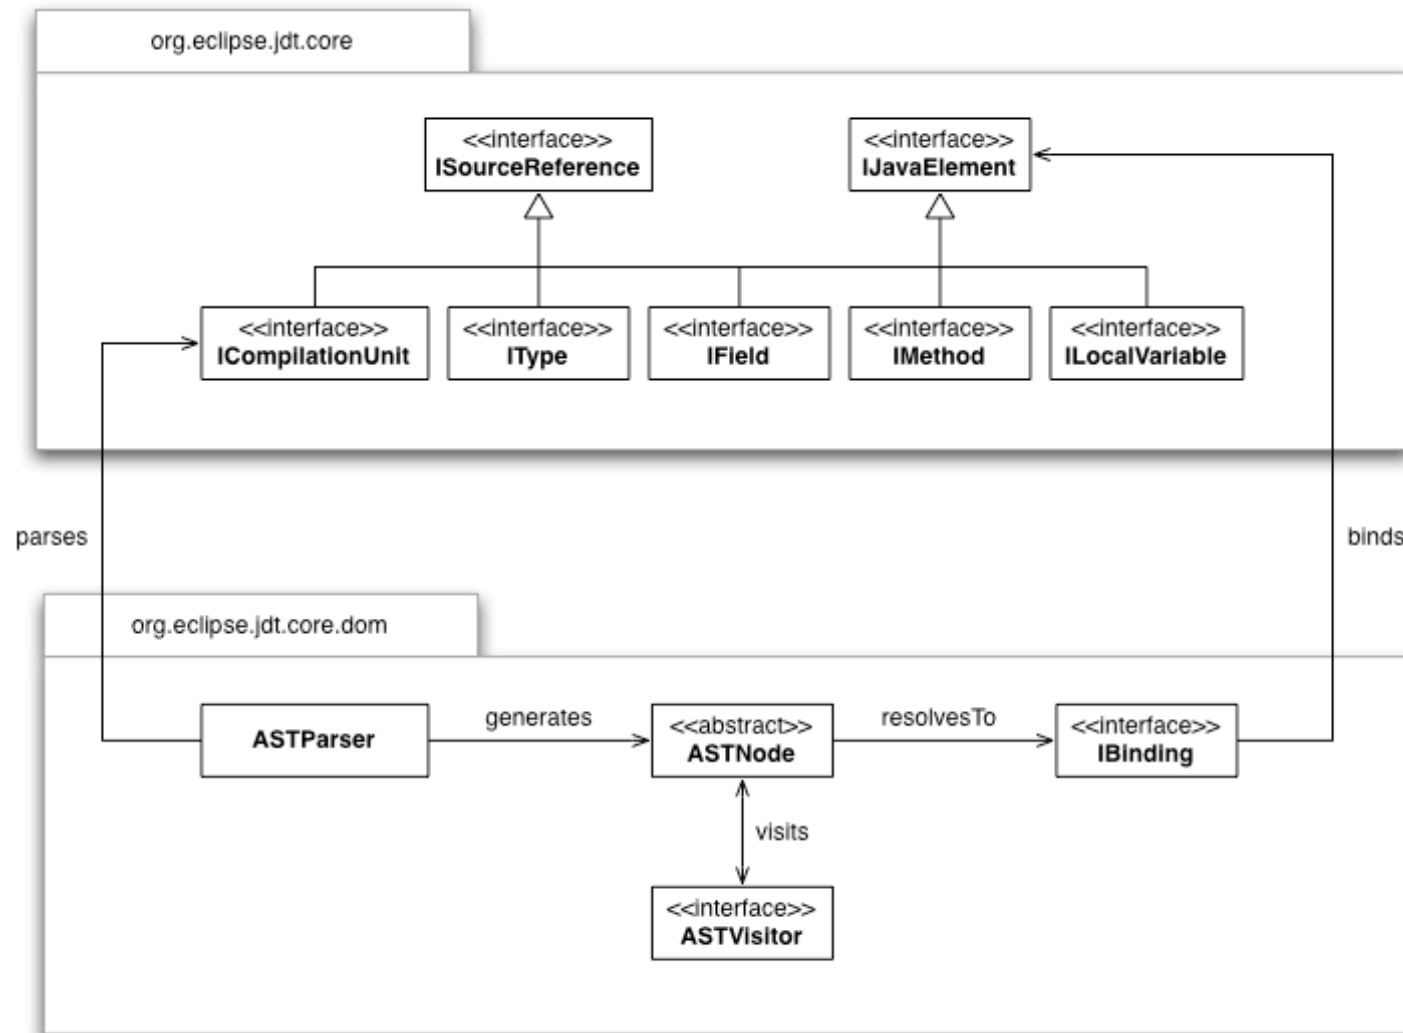 org.eclipse.jdt.core
<<interface>>
ISourceReference
<<interface>>
IJavaElement
<<interface>>
ICompilationUnit
<<interface>>
IType
<<interface>>
IField
<<interface>>
IMethod
<<interface>>
ILocalVariable
parses
binds
org.eclipse.jdt.core.dom
ASTParser
generates
<<abstract>>
ASTNode
resolvesTo
<<interface>>
IBinding
visits
<<interface>>
ASTVisitor